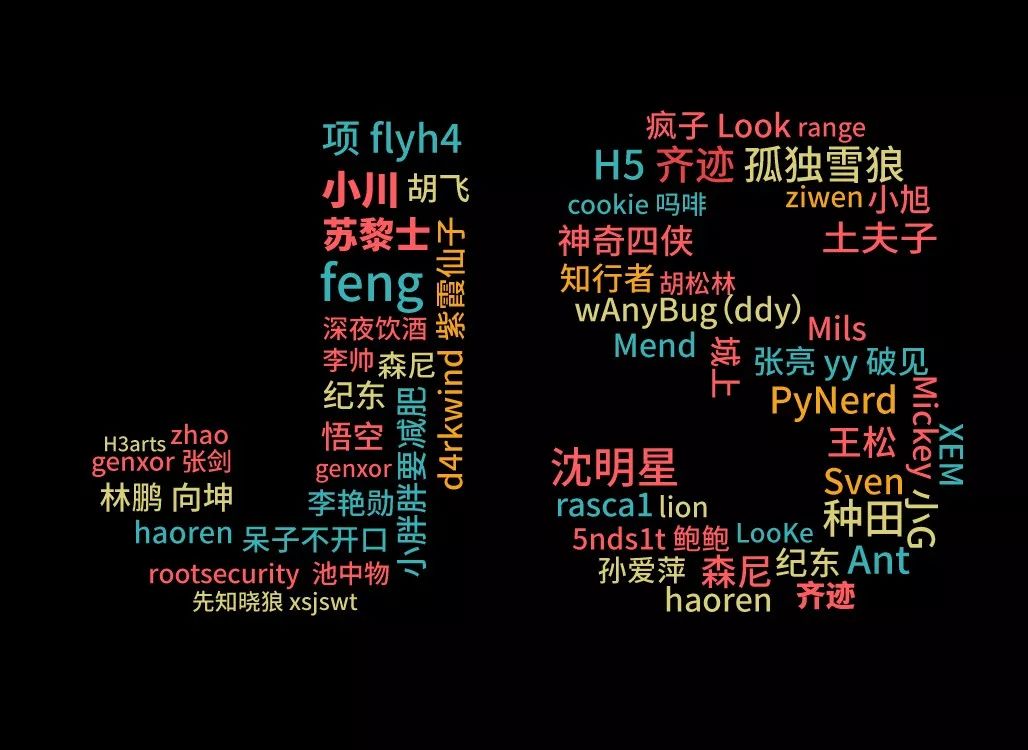 项 flyh4
小川 胡飞
苏黎士
紫霞仙子
feng
深夜饮酒
李帅 森尼
d4rkwind
纪东
小胖胖要减肥
悟空
genxor
李艳勋
H3arts zhao
genxor 张剑
林鹏 向坤
haoren 呆子不开口
rootsecurity 池中物
先知晓狼 xsjswt
疯子 Look range
H5 齐迹 孤独雪狼
cookie 吗啡 ziwen 小旭
神奇四侠 土夫子
知行者 胡松林
wAnyBug(ddy)
Mend 城上 Mils
张亮 yy 破见
PyNerd Mickey
王松 XEM
沈明星 Sven
rasca1 lion 种田 小G
5nds1t 鲍鲍 LooKe
孙爱萍 森尼 纪东 Ant
haoren 齐迹